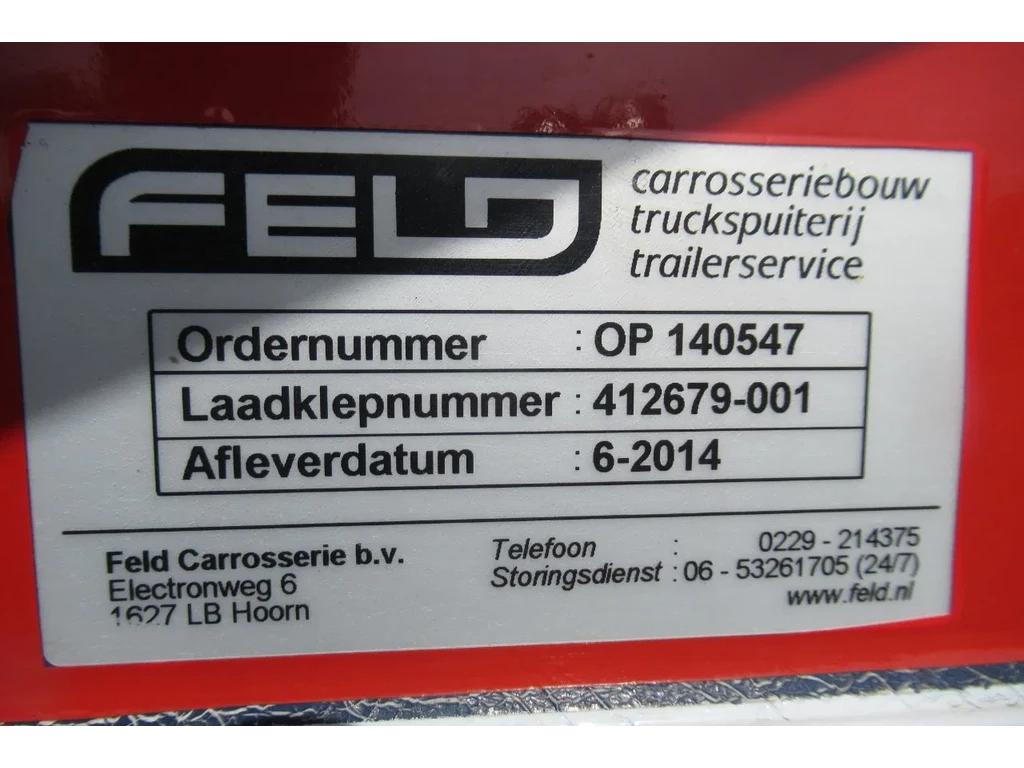 FELD
carrosseriebouw
truckspuiterij
trailerservice
Ordernummer : OP 140547
Laadklepnummer : 412679-001
Afleverdatum : 6-2014
Feld Carrosserie b.v.
Electronweg 6
1627 LB Hoorn
Telefoon : 0229 - 214375
Storingsdienst : 06 - 53261705 (24/7)
www.feld.nl